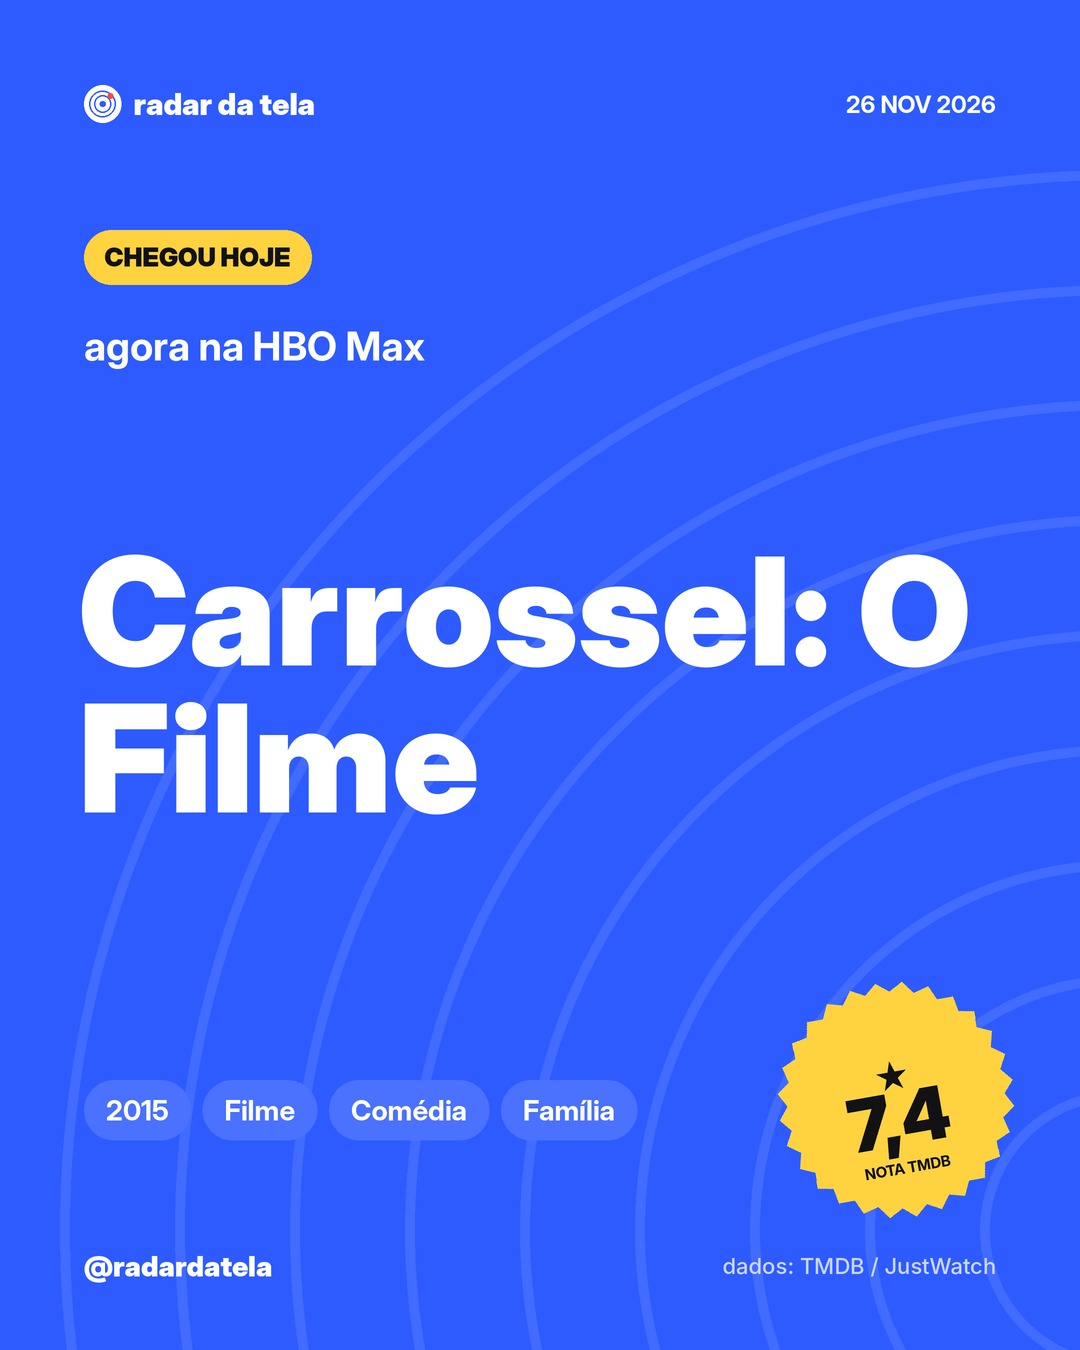 radar da tela
26 NOV 2026
CHEGOU HOJE
agora na HBO Max
Carrossel: O
Filme
2015
Filme
Comédia
Família
7,4
NOTA TMDB
@radardatela
dados: TMDB / JustWatch